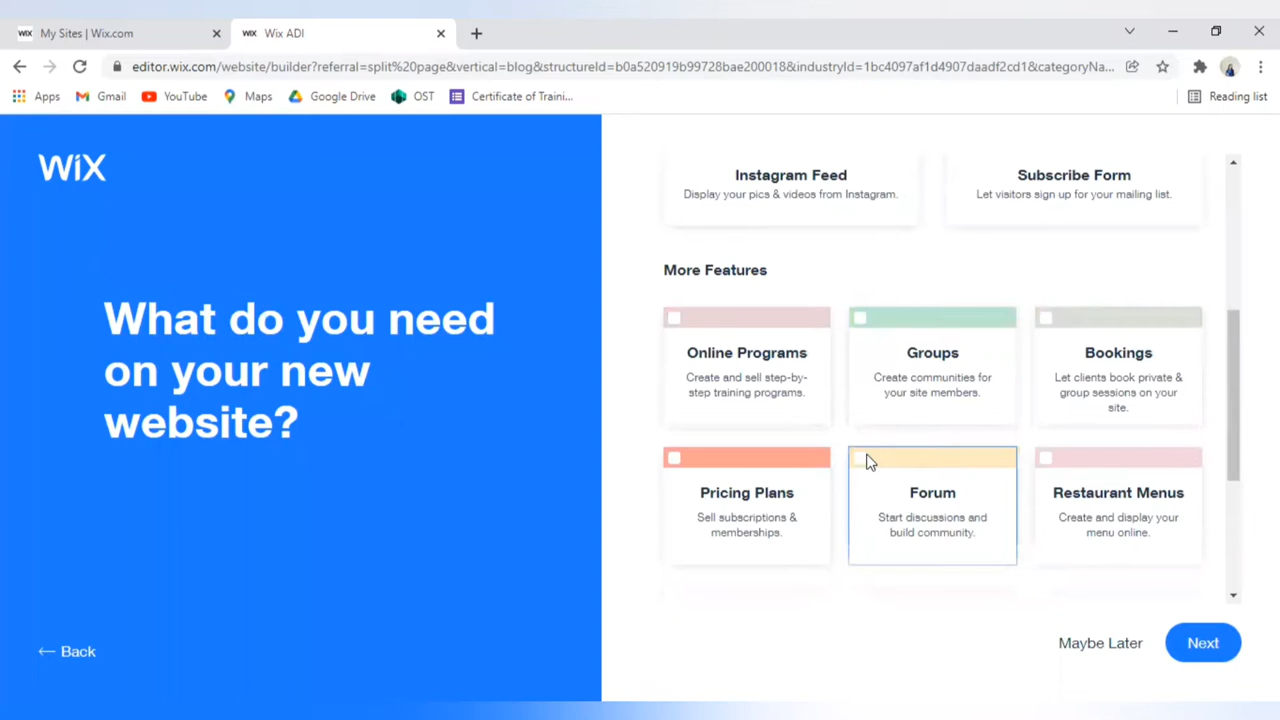 WIX My Sites | Wix.com
WIX Wix ADI
editor.wix.com/website/builder?referral=split%20page&vertical=blog&structureId=b0a520919b99728bae200018&industryId=1bc4097af1d4907daadf2cd1&categoryNa...
Apps
Gmail
YouTube
Maps
Google Drive
OST
Certificate of Traini...
Reading list
WiX
What do you need
on your new
website?
Back
Instagram Feed
Display your pics & videos from Instagram.
Subscribe Form
Let visitors sign up for your mailing list.
More Features
Online Programs
Create and sell step-by-
step training programs.
Groups
Create communities for
your site members.
Bookings
Let clients book private &
group sessions on your
site.
Pricing Plans
Sell subscriptions &
memberships.
Forum
Start discussions and
build community.
Restaurant Menus
Create and display your
menu online.
Maybe Later
Next